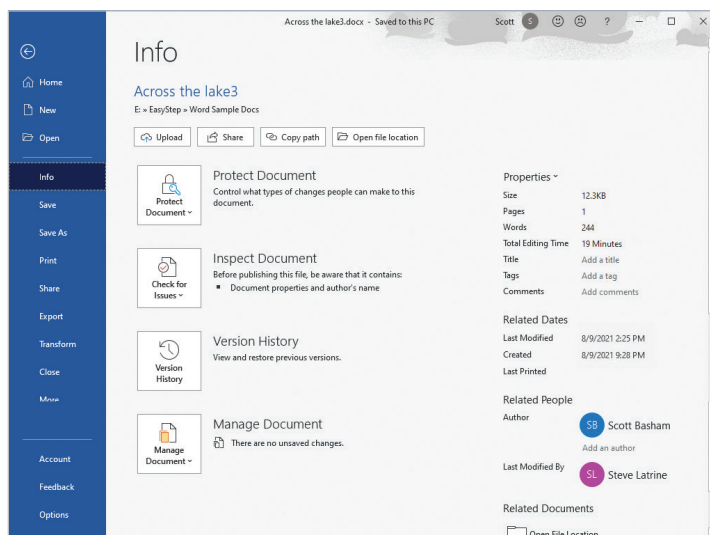 Across the lake3.docx - Saved to this PC
Scott S ?
Home
New
Open
Info
Save
Save As
Print
Share
Export
Transform
Close
More
Account
Feedback
Options
Info
Across the lake3
E: » EasyStep » Word Sample Docs
Upload Share Copy path Open file location
Protect Document
Protect Document
Control what types of changes people can make to this
document.
Check for
Issues
Inspect Document
Before publishing this file, be aware that it contains:
Document properties and author's name
Version
History
Version History
View and restore previous versions.
Manage
Document
Manage Document
There are no unsaved changes.
Properties
Size 12.3KB
Pages 1
Words 244
Total Editing Time 19 Minutes
Title Add a title
Tags Add a tag
Comments Add comments
Related Dates
Last Modified 8/9/2021 2:25 PM
Created 8/9/2021 9:28 PM
Last Printed
Related People
Author SB Scott Basham
Add an author
Last Modified By SL Steve Latrine
Related Documents
Open File Location